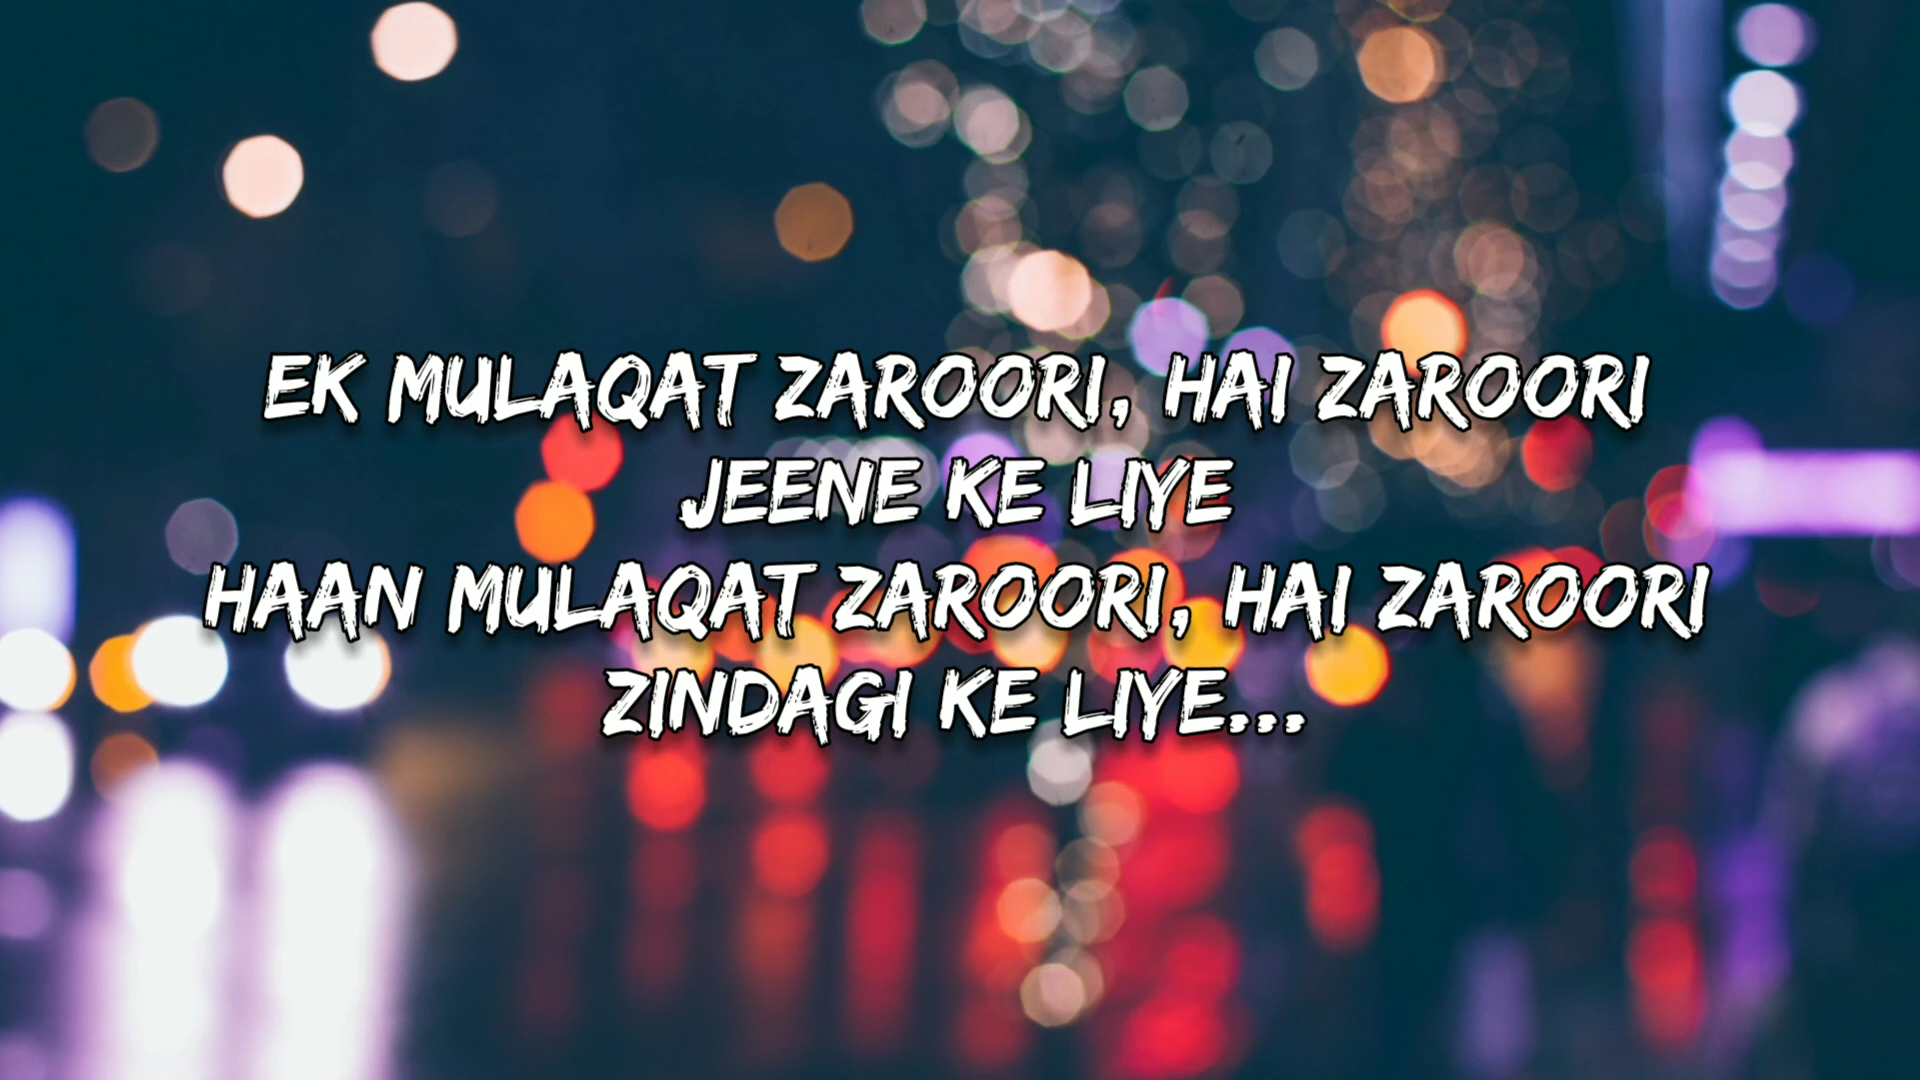 EK MULAQAT ZAROORI, HAI ZAROORI
JEENE KE LIYE
HAAN MULAQAT ZAROORI, HAI ZAROORI
ZINDAGI KE LIYE...